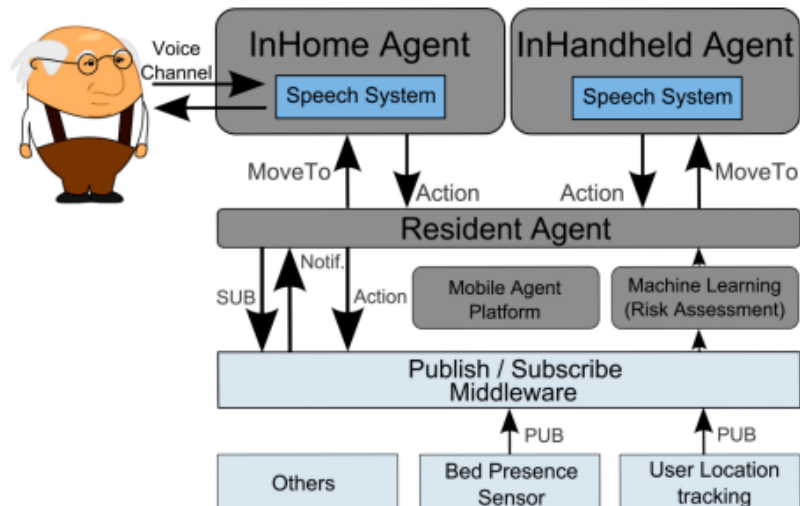 Voice
Channel
InHome Agent
Speech System
InHandheld Agent
Speech System
MoveTo
Action
Action
MoveTo
Resident Agent
SUB
Notif.
Action
Mobile Agent
Platform
Machine Learning
(Risk Assessment)
Publish / Subscribe
Middleware
PUB
PUB
Others
Bed Presence
Sensor
User Location
tracking